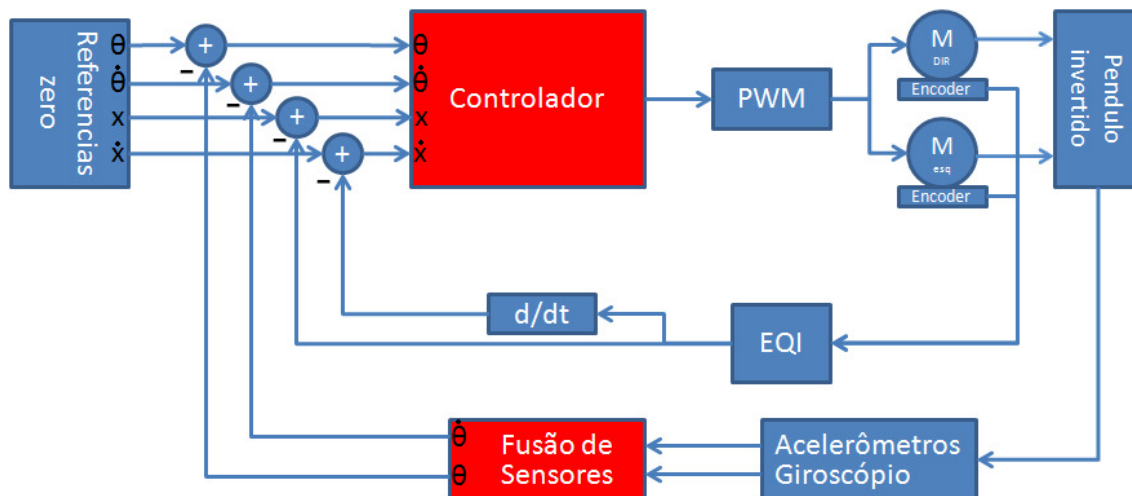 Referencias
zero
θ
θ̇
x
ẋ
+
−
+
−
+
−
+
−
Controlador
θ
θ̇
x
ẋ
PWM
M
DIR
Encoder
M
esq
Encoder
Pendulo
invertido
d/dt
EQI
θ̇
θ
Fusão de
Sensores
Acelerômetros
Giroscópio